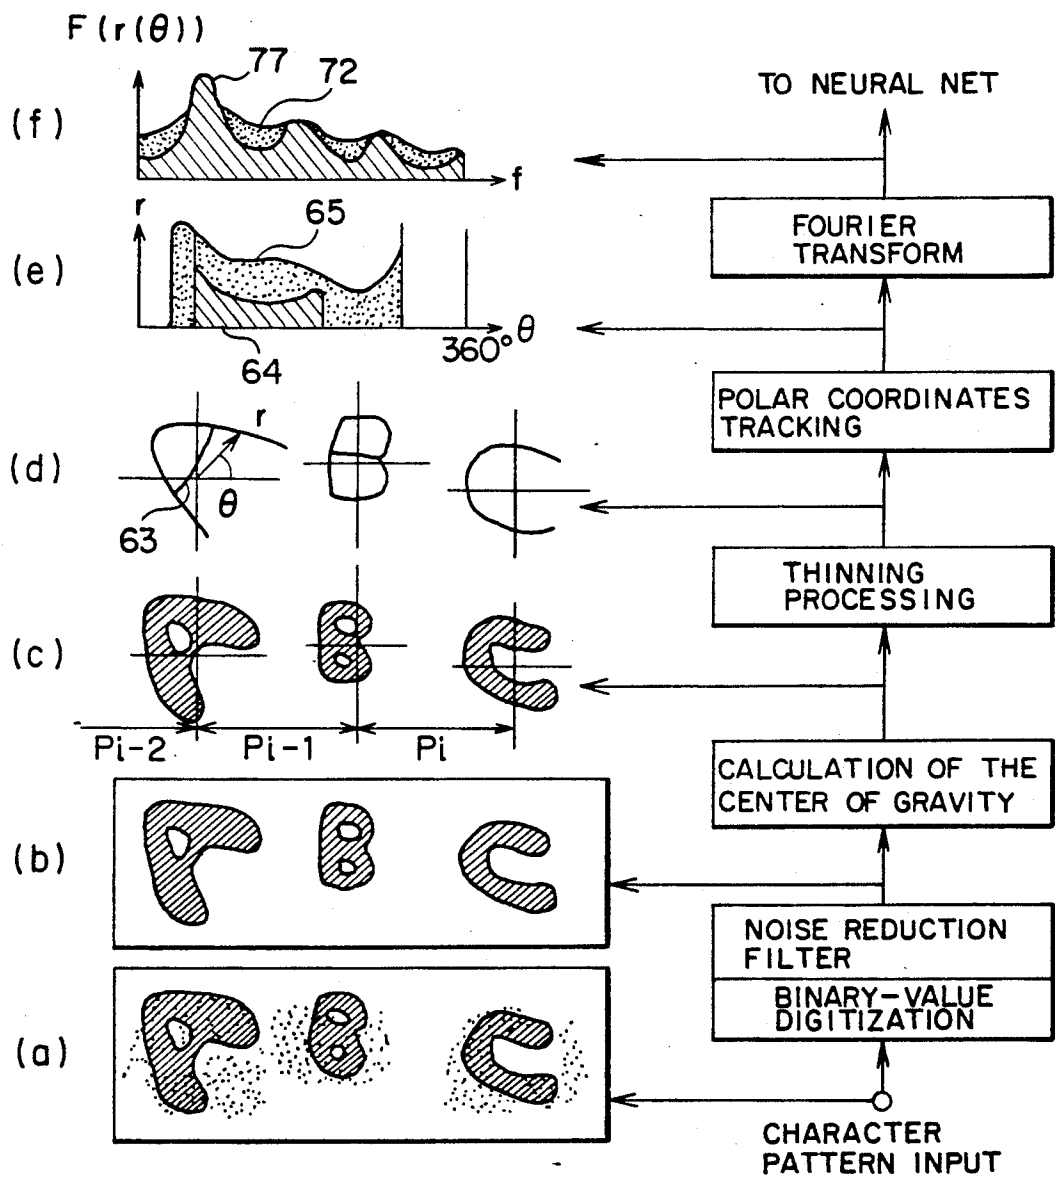 F(r(θ))
77
72
(f)
f
TO NEURAL NET
r
65
(e)
θ
360°
64
FOURIER
TRANSFORM
r
(d)
θ
63
POLAR COORDINATES
TRACKING
(c)
THINNING
PROCESSING
Pi-2
Pi-1
Pi
CALCULATION OF THE
CENTER OF GRAVITY
(b)
NOISE REDUCTION
FILTER
BINARY-VALUE
DIGITIZATION
(a)
CHARACTER
PATTERN INPUT